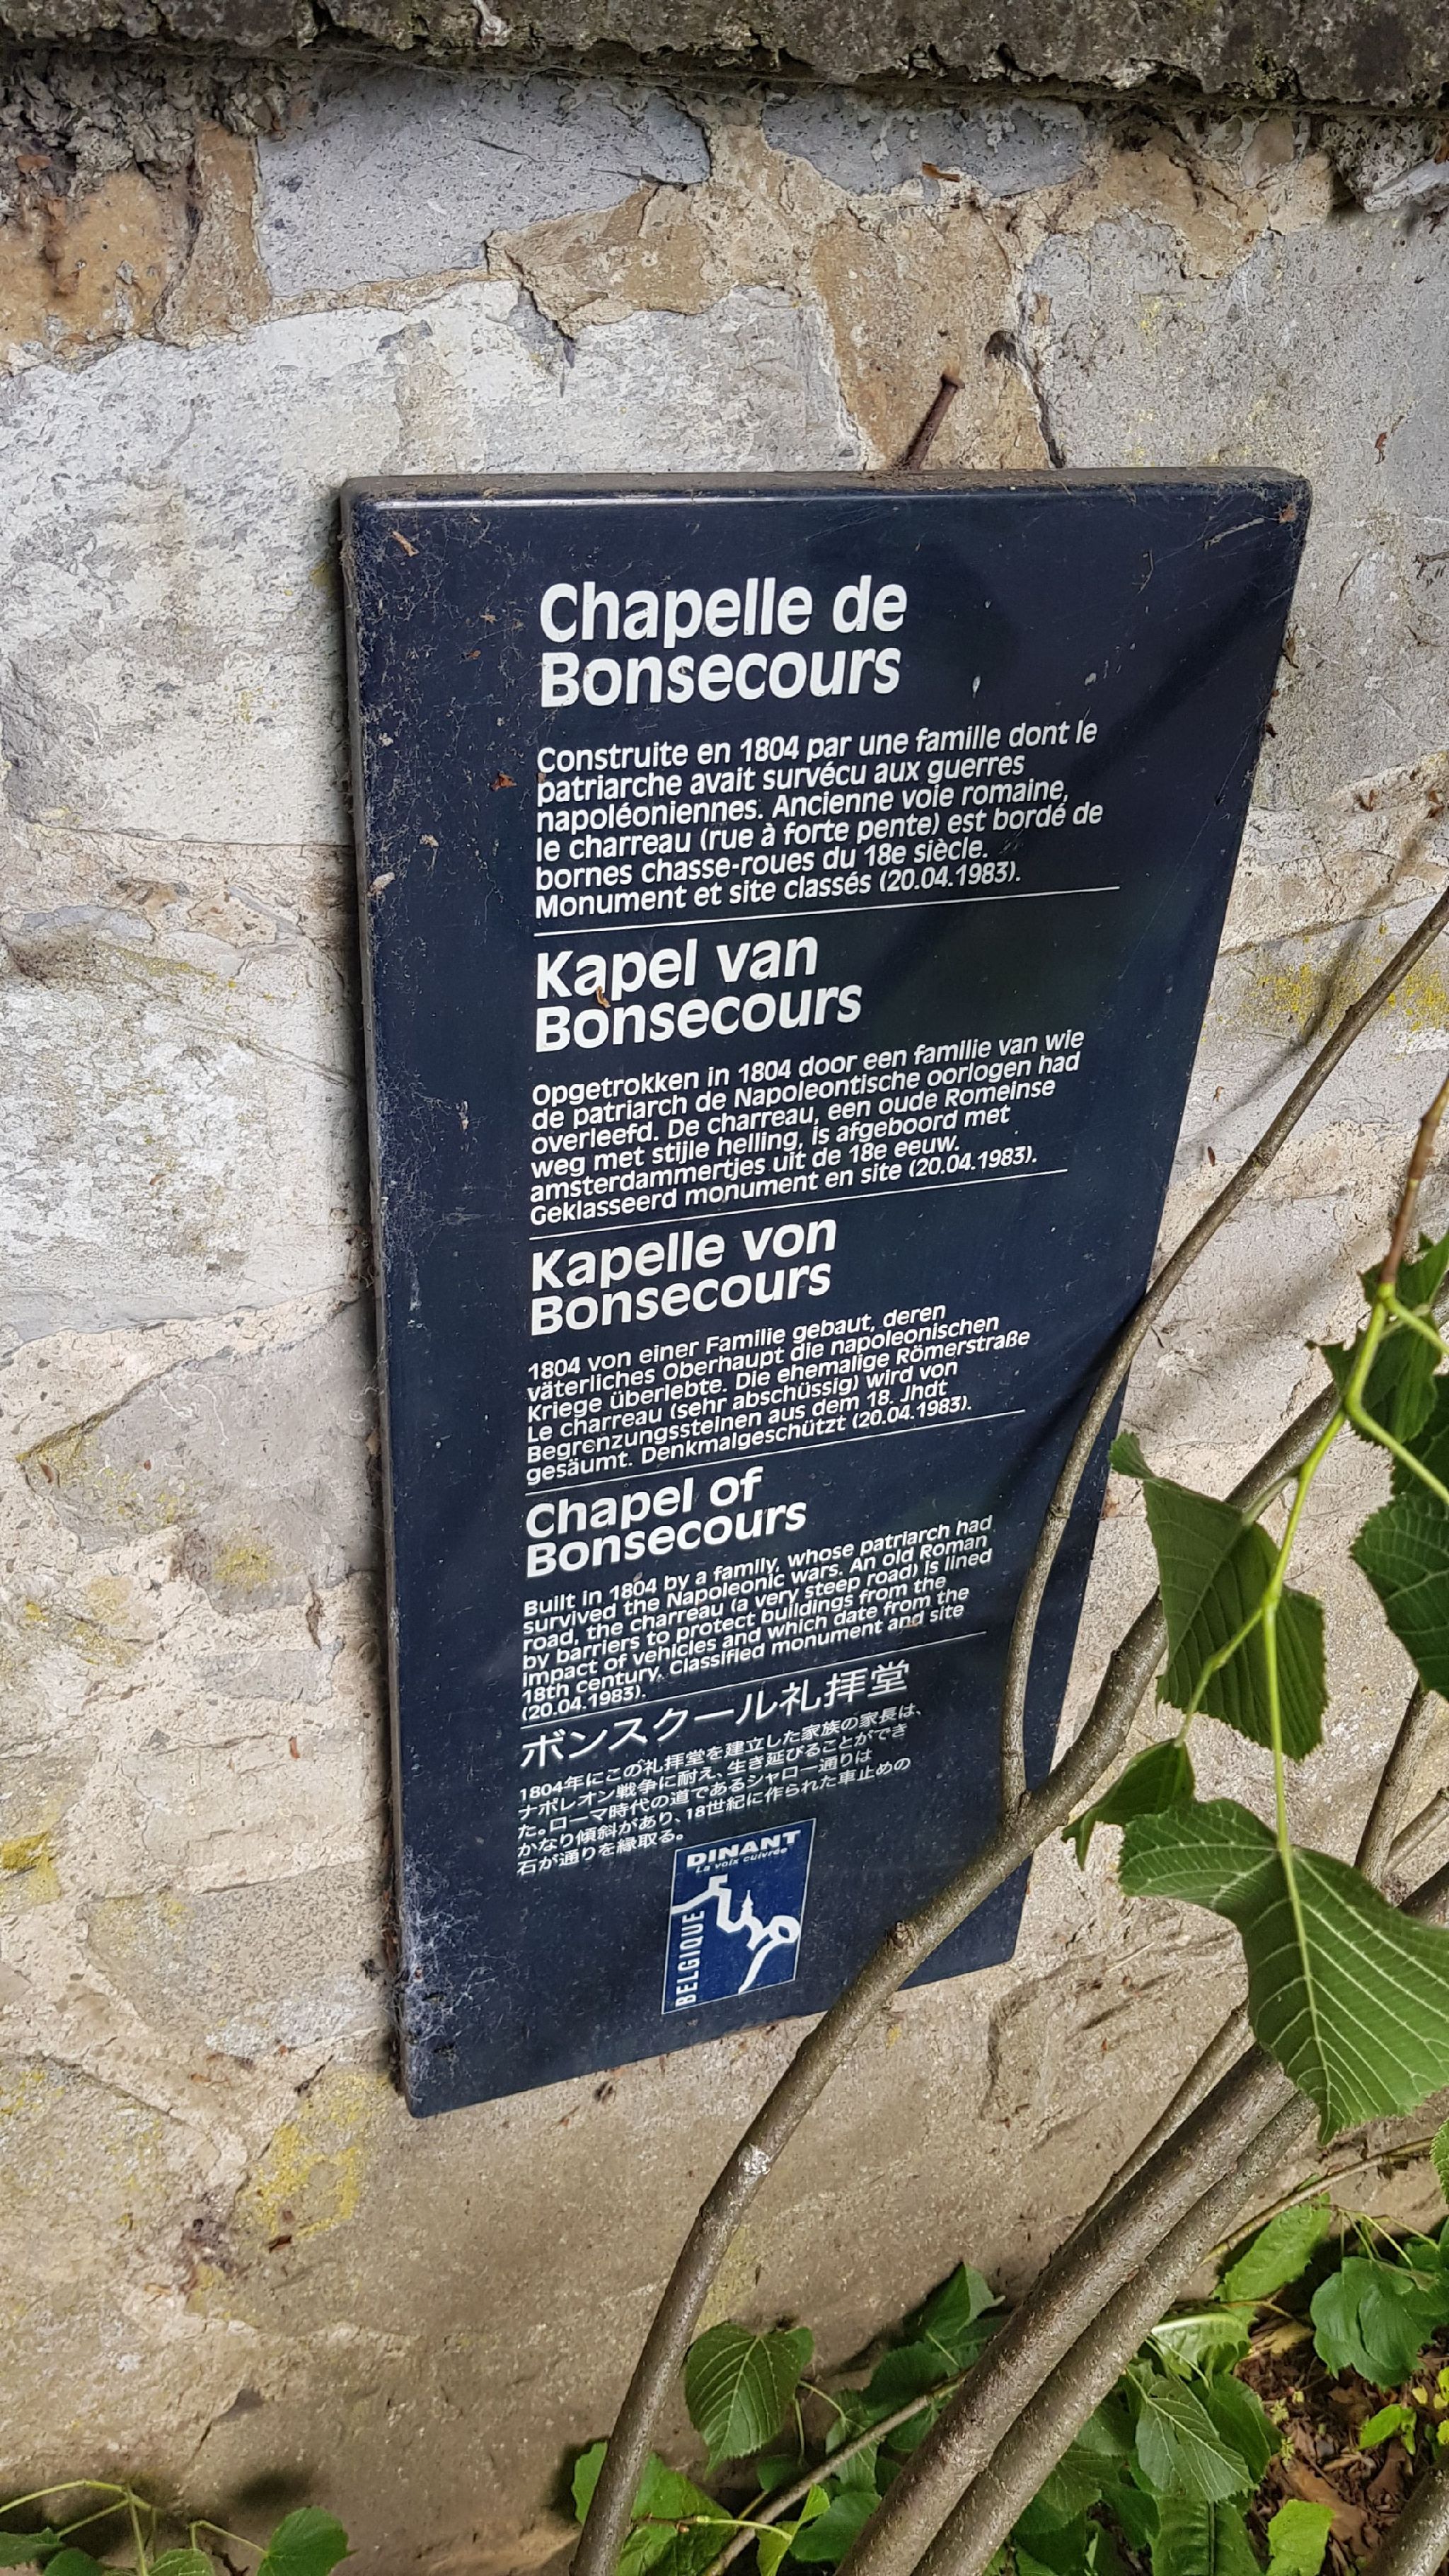 Chapelle de
Bonsecours
Construite en 1804 par une famille dont le
patriarche avait survécu aux guerres
napoléoniennes. Ancienne voie romaine,
le charreau (rue à forte pente) est bordé de
bornes chasse-roues du 18e siècle.
Monument et site classés (20.04.1983).
Kapel van
Bonsecours
Opgetrokken in 1804 door een familie van wie
de patriarch de Napoleontische oorlogen had
overleefd. De charreau, een oude Romeinse
weg met stijle helling, is afgeboord met
amsterdammertjes uit de 18e eeuw.
Geklasseerd monument en site (20.04.1983).
Kapelle von
Bonsecours
1804 von einer Familie gebaut, deren
väterliches Oberhaupt die napoleonischen
Kriege überlebte. Die ehemalige Römerstraße
Le charreau (sehr abschüssig) wird von
Begrenzungssteinen aus dem 18. Jhdt
gesäumt. Denkmalgeschützt (20.04.1983).
Chapel of
Bonsecours
Built in 1804 by a family, whose patriarch had
survived the Napoleonic wars. An old Roman
road, the charreau (a very steep road) is lined
by barriers to protect buildings from the
impact of vehicles and which date from the
18th century. Classified monument and site
(20.04.1983).
ボンスクール礼拝堂
1804年にこの礼拝堂を建立した家族の家長は、
ナポレオン戦争に耐え、生き延びることができ
た。ローマ時代の道であるシャロー通りは
かなり傾斜があり、18世紀に作られた車止めの
石が通りを縁取る。
DINANT
La voix cuivrée
BELGIQUE